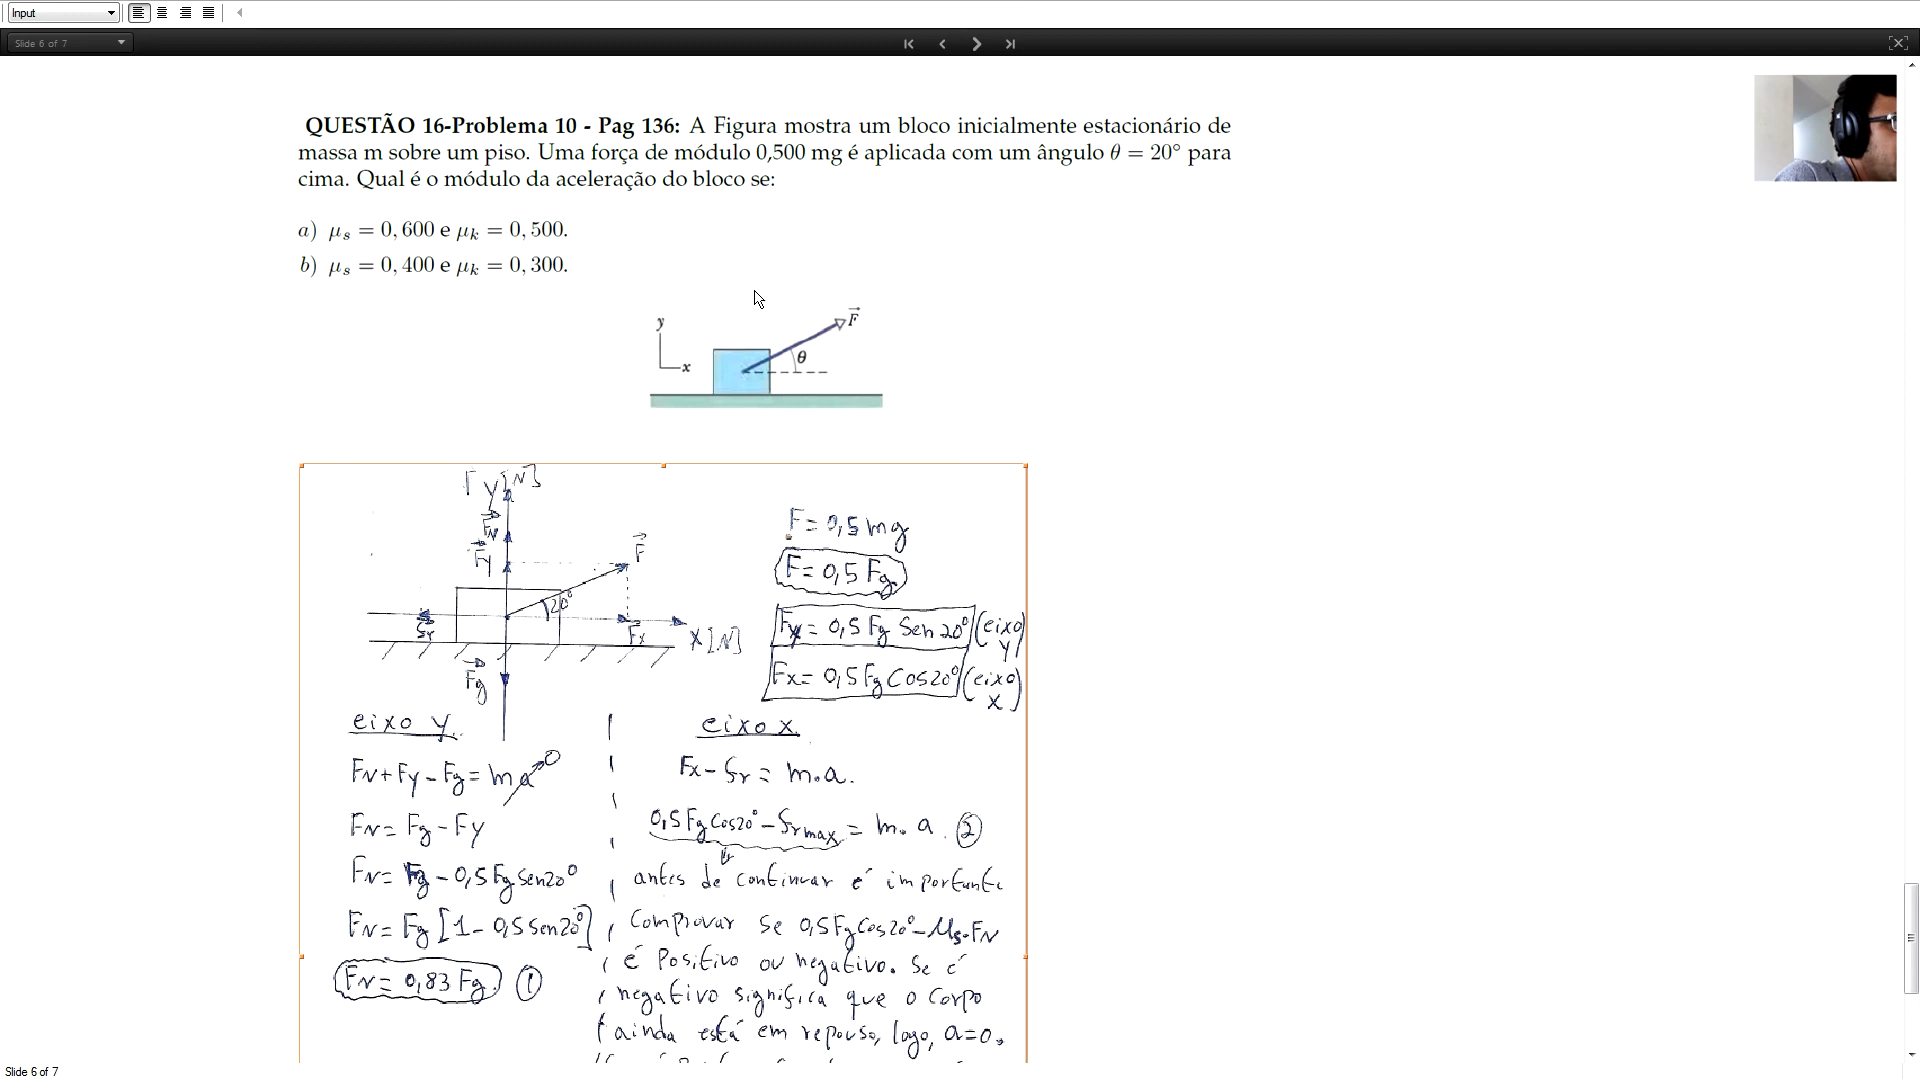 Input
Slide 6 of 7
QUESTÃO 16-Problema 10 - Pag 136: A Figura mostra um bloco inicialmente estacionário de
massa m sobre um piso. Uma força de módulo 0,500 mg é aplicada com um ângulo θ = 20° para
cima. Qual é o módulo da aceleração do bloco se:
a) μs = 0, 600 e μk = 0, 500.
b) μs = 0, 400 e μk = 0, 300.
y
F
θ
x
y[N]
FN
Fy
F
20°
fr
Fx
x[N]
Fg
F = 0,5 mg
F = 0,5 Fg
Fy = 0,5 Fg Sen 20° (eixo y)
Fx = 0,5 Fg Cos 20° (eixo x)
eixo y
FN + Fy - Fg = ma 0
FN = Fg - Fy
FN = Fg - 0,5 Fg Sen 20°
FN = Fg [1 - 0,5 Sen 20°]
FN = 0,83 Fg. 1
eixo x
Fx - fr = m.a.
0,5 Fg Cos 20° - fr max = m. a. 2
antes de continuar é importante
Comprovar se 0,5 Fg Cos 20° - μs.FN
é Positivo ou negativo. Se é
negativo significa que o corpo
ainda está em repouso, logo, a=0.
Slide 6 of 7